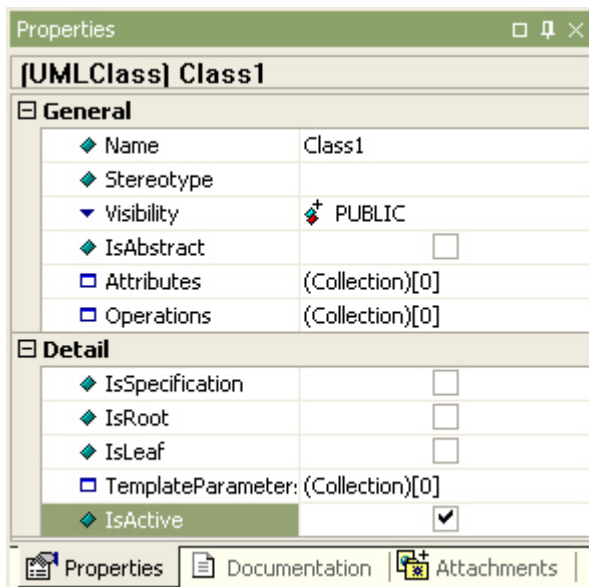 Properties
(UMLClass) Class1
General
Name Class1
Stereotype
Visibility PUBLIC
IsAbstract
Attributes (Collection)[0]
Operations (Collection)[0]
Detail
IsSpecification
IsRoot
IsLeaf
TemplateParameter: (Collection)[0]
IsActive
Properties Documentation Attachments